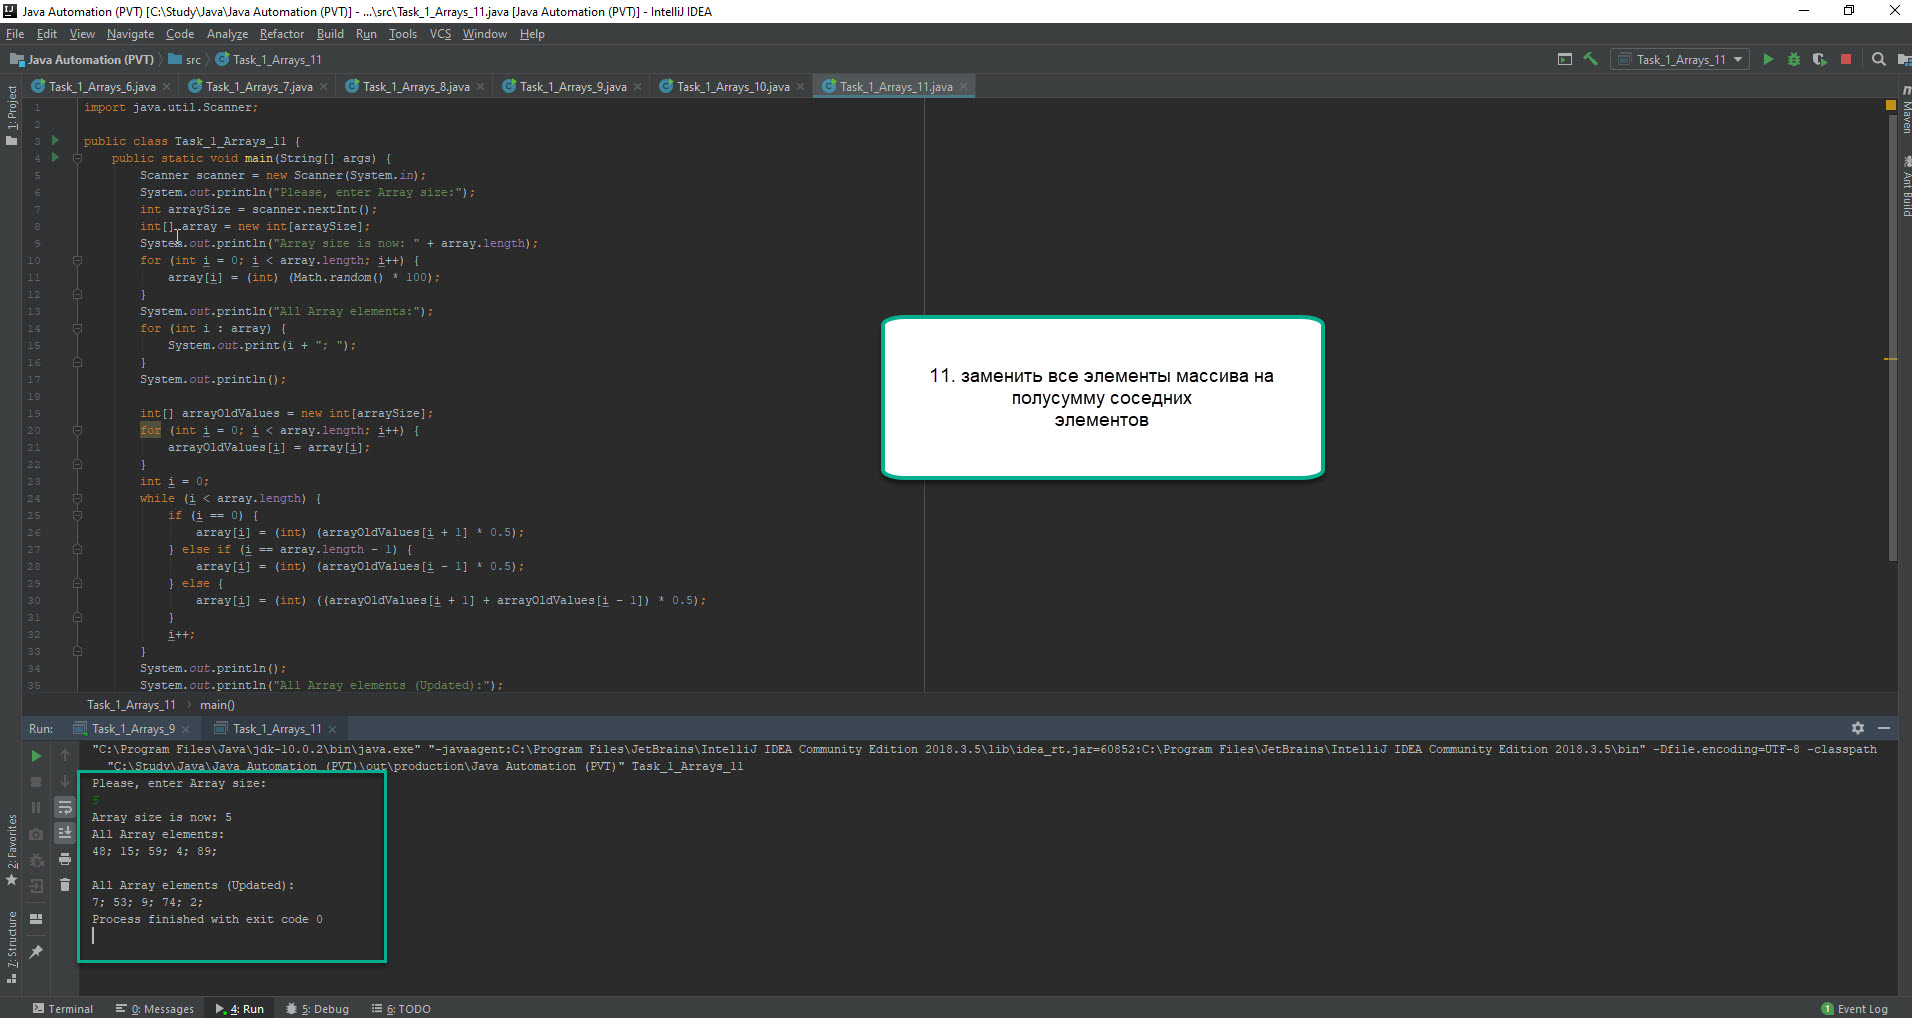 Java Automation (PVT) [C:\Study\Java\Java Automation (PVT)] - ...\src\Task_1_Arrays_11.java [Java Automation (PVT)] - IntelliJ IDEA
File Edit View Navigate Code Analyze Refactor Build Run Tools VCS Window Help
Java Automation (PVT) src Task_1_Arrays_11 Task_1_Arrays_11
Task_1_Arrays_6.java Task_1_Arrays_7.java Task_1_Arrays_8.java Task_1_Arrays_9.java Task_1_Arrays_10.java Task_1_Arrays_11.java
1: Project
Maven
Ant Build
1 import java.util.Scanner;
2
3 public class Task_1_Arrays_11 {
4 public static void main(String[] args) {
5 Scanner scanner = new Scanner(System.in);
6 System.out.println("Please, enter Array size:");
7 int arraySize = scanner.nextInt();
8 int[] array = new int[arraySize];
9 System.out.println("Array size is now: " + array.length);
10 for (int i = 0; i < array.length; i++) {
11 array[i] = (int) (Math.random() * 100);
12 }
13 System.out.println("All Array elements:");
14 for (int i : array) {
15 System.out.print(i + "; ");
16 }
17 System.out.println();
18
19 int[] arrayOldValues = new int[arraySize];
20 for (int i = 0; i < array.length; i++) {
21 arrayOldValues[i] = array[i];
22 }
23 int i = 0;
24 while (i < array.length) {
25 if (i == 0) {
26 array[i] = (int) (arrayOldValues[i + 1] * 0.5);
27 } else if (i == array.length - 1) {
28 array[i] = (int) (arrayOldValues[i - 1] * 0.5);
29 } else {
30 array[i] = (int) ((arrayOldValues[i + 1] + arrayOldValues[i - 1]) * 0.5);
31 }
32 i++;
33 }
34 System.out.println();
35 System.out.println("All Array elements (Updated):");
11. заменить все элементы массива на
полусумму соседних
элементов
Task_1_Arrays_11 main()
Run: Task_1_Arrays_9 Task_1_Arrays_11
"C:\Program Files\Java\jdk-10.0.2\bin\java.exe" "-javaagent:C:\Program Files\JetBrains\IntelliJ IDEA Community Edition 2018.3.5\lib\idea_rt.jar=60852:C:\Program Files\JetBrains\IntelliJ IDEA Community Edition 2018.3.5\bin" -Dfile.encoding=UTF-8 -classpath
"C:\Study\Java\Java Automation (PVT)\out\production\Java Automation (PVT)" Task_1_Arrays_11
Please, enter Array size:
5
Array size is now: 5
All Array elements:
48; 15; 59; 4; 89;
All Array elements (Updated):
7; 53; 9; 74; 2;
Process finished with exit code 0
2: Favorites
7: Structure
Terminal 0: Messages 4: Run 5: Debug 6: TODO 1 Event Log